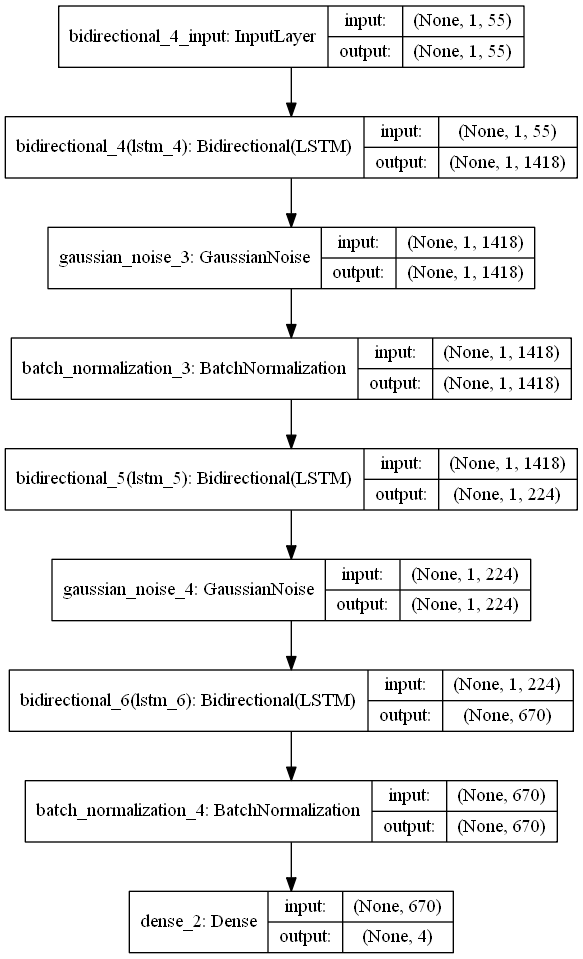 bidirectional_4_input: InputLayer
input: (None, 1, 55)
output: (None, 1, 55)
bidirectional_4(lstm_4): Bidirectional(LSTM)
input: (None, 1, 55)
output: (None, 1, 1418)
gaussian_noise_3: GaussianNoise
input: (None, 1, 1418)
output: (None, 1, 1418)
batch_normalization_3: BatchNormalization
input: (None, 1, 1418)
output: (None, 1, 1418)
bidirectional_5(lstm_5): Bidirectional(LSTM)
input: (None, 1, 1418)
output: (None, 1, 224)
gaussian_noise_4: GaussianNoise
input: (None, 1, 224)
output: (None, 1, 224)
bidirectional_6(lstm_6): Bidirectional(LSTM)
input: (None, 1, 224)
output: (None, 670)
batch_normalization_4: BatchNormalization
input: (None, 670)
output: (None, 670)
dense_2: Dense
input: (None, 670)
output: (None, 4)